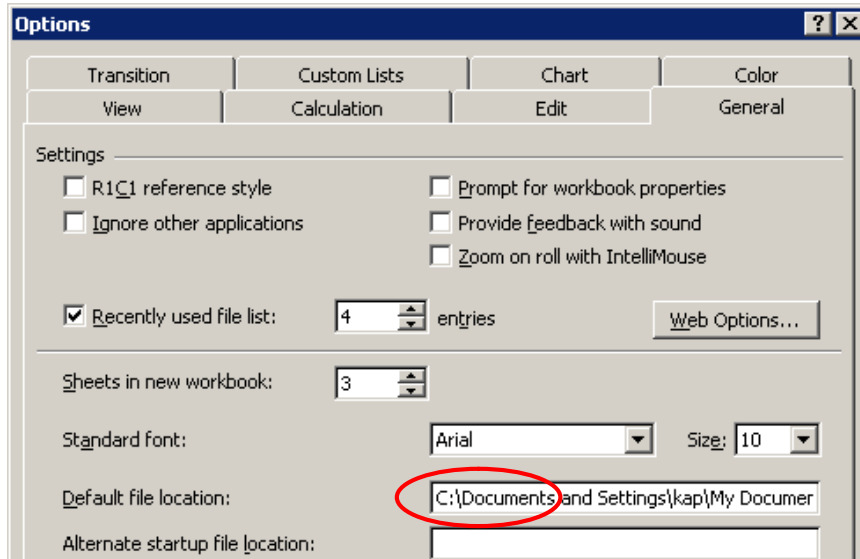 Options
Transition Custom Lists Chart Color
View Calculation Edit General
Settings
R1C1 reference style Prompt for workbook properties
Ignore other applications Provide feedback with sound
Zoom on roll with IntelliMouse
Recently used file list: 4 entries Web Options...
Sheets in new workbook: 3
Standard font: Arial Size: 10
Default file location: C:\Documents and Settings\kap\My Documer
Alternate startup file location: